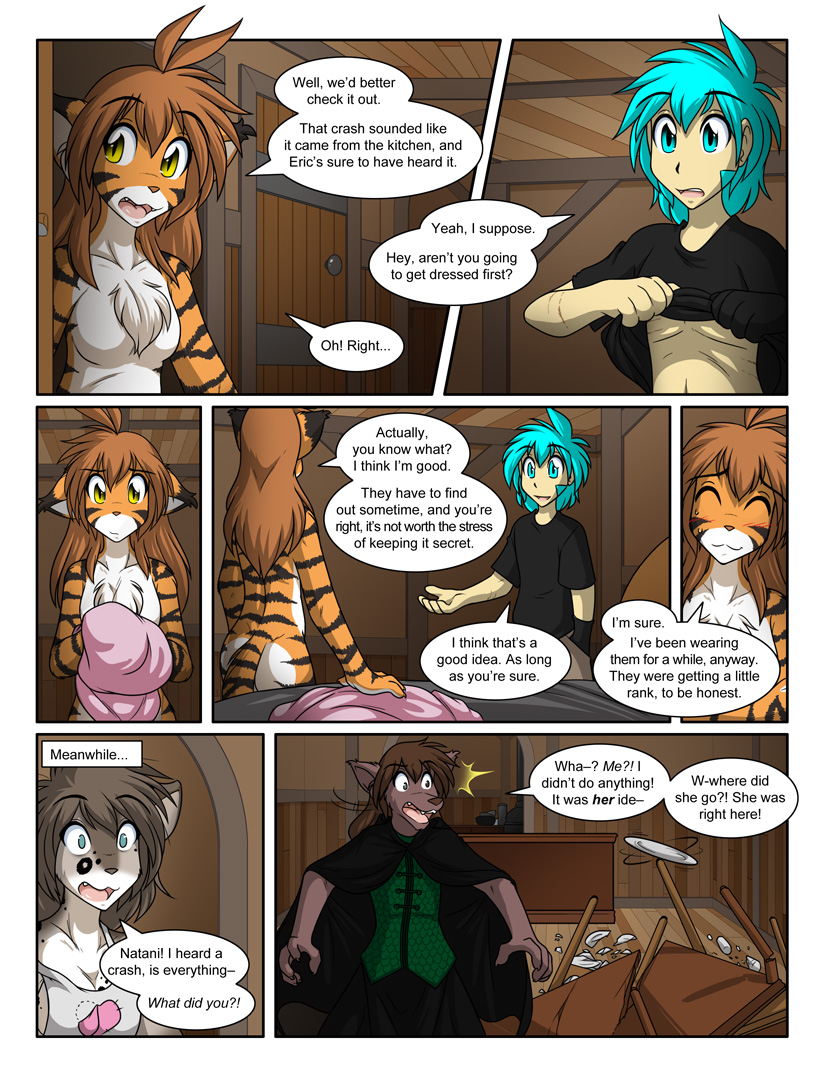 Well, we'd better
check it out.
That crash sounded like
it came from the kitchen, and
Eric's sure to have heard it.
Yeah, I suppose.
Hey, aren't you going
to get dressed first?
Oh! Right...
Actually,
you know what?
I think I'm good.
They have to find
out sometime, and you're
right, it's not worth the stress
of keeping it secret.
I think that's a
good idea. As long
as you're sure.
I'm sure.
I've been wearing
them for a while, anyway.
They were getting a little
rank, to be honest.
Meanwhile...
Natani! I heard a
crash, is everything–
What did you?!
Wha–? Me?! I
didn't do anything!
It was her ide–
W-where did
she go?! She was
right here!